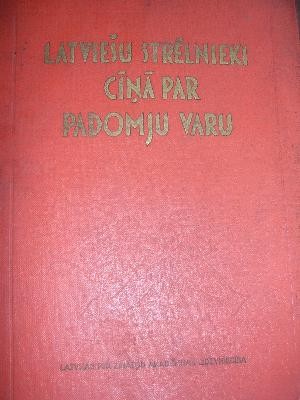 LATVIEŠU STRĒLNIEKI
CĪŅĀ PAR
PADOMJU VARU
LATVIJAS PSR ZINĀTŅU AKADĒMIJAS IZDEVNIECĪBA